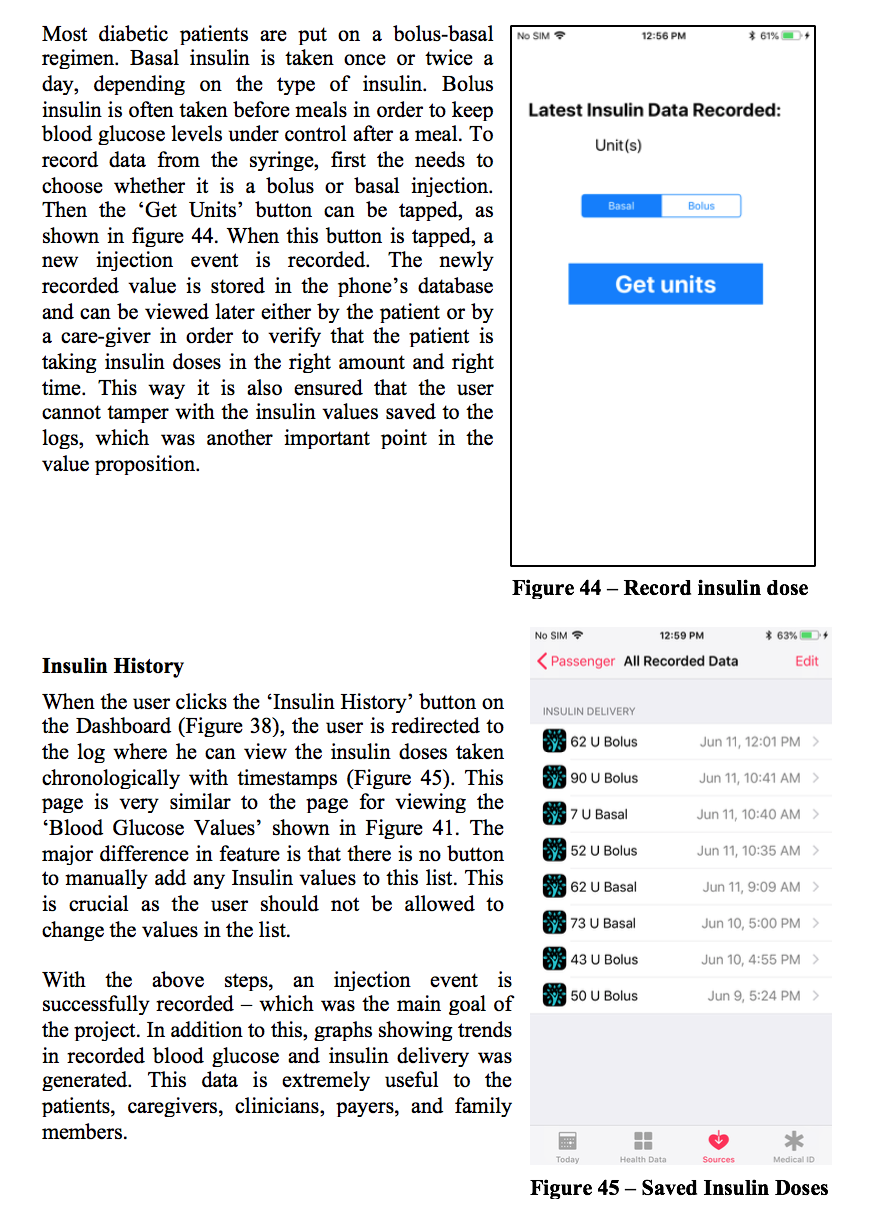 Most diabetic patients are put on a bolus-basal
regimen. Basal insulin is taken once or twice a
day, depending on the type of insulin. Bolus
insulin is often taken before meals in order to keep
blood glucose levels under control after a meal. To
record data from the syringe, first the needs to
choose whether it is a bolus or basal injection.
Then the ‘Get Units’ button can be tapped, as
shown in figure 44. When this button is tapped, a
new injection event is recorded. The newly
recorded value is stored in the phone’s database
and can be viewed later either by the patient or by
a care-giver in order to verify that the patient is
taking insulin doses in the right amount and right
time. This way it is also ensured that the user
cannot tamper with the insulin values saved to the
logs, which was another important point in the
value proposition.
No SIM 12:56 PM 61%
Latest Insulin Data Recorded:
Unit(s)
Basal Bolus
Get units
Figure 44 – Record insulin dose
Insulin History
When the user clicks the ‘Insulin History’ button on
the Dashboard (Figure 38), the user is redirected to
the log where he can view the insulin doses taken
chronologically with timestamps (Figure 45). This
page is very similar to the page for viewing the
‘Blood Glucose Values’ shown in Figure 41. The
major difference in feature is that there is no button
to manually add any Insulin values to this list. This
is crucial as the user should not be allowed to
change the values in the list.
With the above steps, an injection event is
successfully recorded – which was the main goal of
the project. In addition to this, graphs showing trends
in recorded blood glucose and insulin delivery was
generated. This data is extremely useful to the
patients, caregivers, clinicians, payers, and family
members.
No SIM 12:59 PM 63%
Passenger All Recorded Data Edit
INSULIN DELIVERY
62 U Bolus Jun 11, 12:01 PM
90 U Bolus Jun 11, 10:41 AM
7 U Basal Jun 11, 10:40 AM
52 U Bolus Jun 11, 10:35 AM
62 U Basal Jun 11, 9:09 AM
73 U Basal Jun 10, 5:00 PM
43 U Bolus Jun 10, 4:55 PM
50 U Bolus Jun 9, 5:24 PM
Today Health Data Sources Medical ID
Figure 45 – Saved Insulin Doses